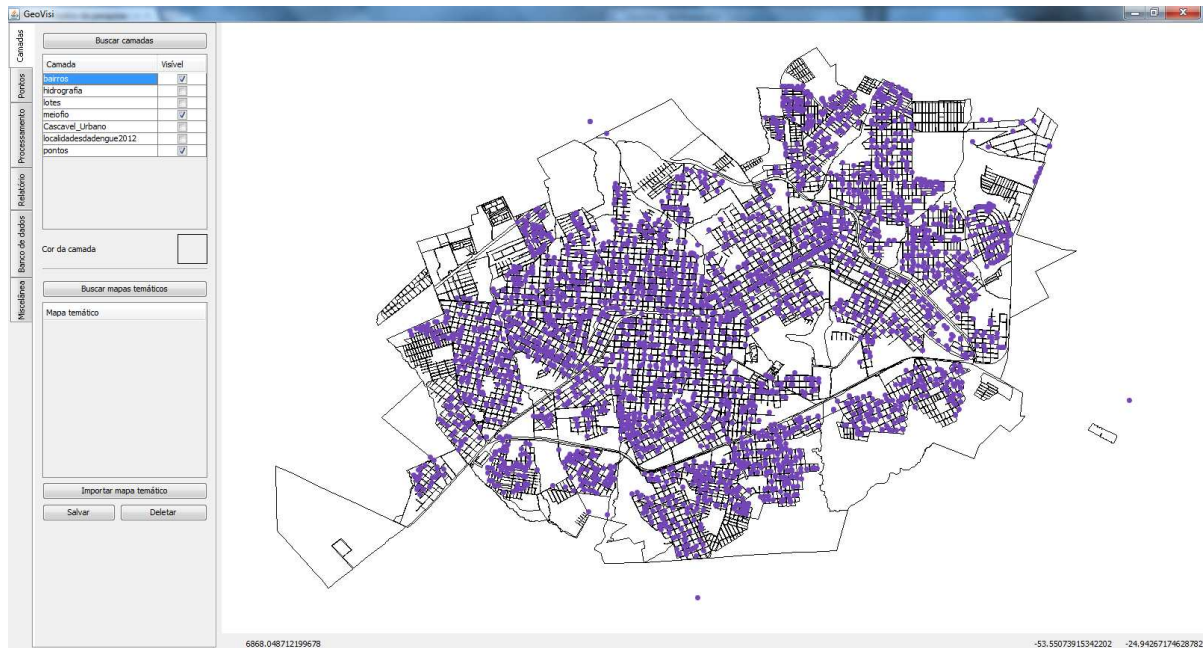 GeoVisi
Camadas
Pontos
Processamento
Relatório
Banco de dados
Miscelânea
Buscar camadas
Camada Visível
bairros
hidrografia
lotes
meiofio
Cascavel_Urbano
localidadesdadengue2012
pontos
Cor da camada
Buscar mapas temáticos
Mapa temático
Importar mapa temático
Salvar Deletar
6868.048712199678 -53.55073915342202 -24.94267174628782